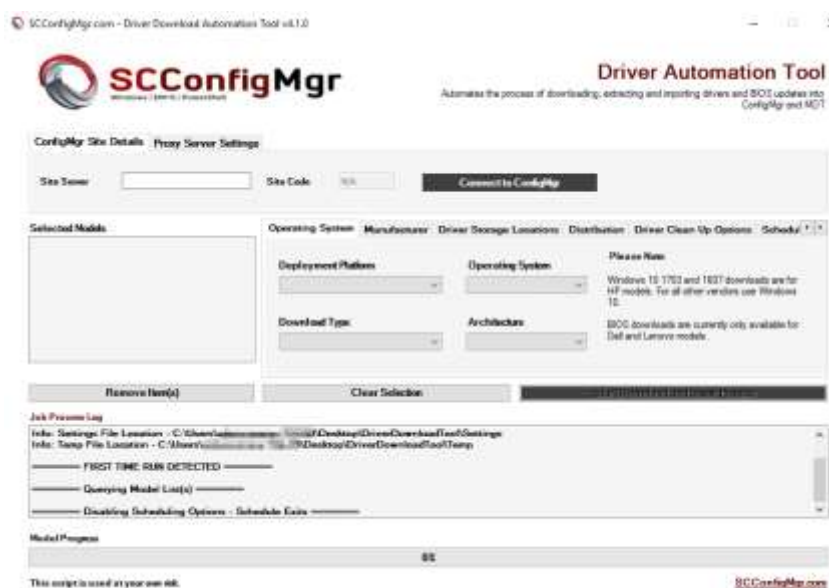 SCConfigMgr.com - Driver Download Automation Tool v4.1.0
SCConfigMgr
Driver Automation Tool
Automates the process of downloading, extracting and importing drivers and BIOS updates into
ConfigMgr and MDT
ConfigMgr Site Details Proxy Server Settings
Site Server Site Code N/A Connect to ConfigMgr
Selected Models
Operating System Manufacturer Driver Storage Locations Distribution Driver Clean Up Options Schedul
Deployment Platform Operating System
Please Note
Windows 10 1703 and 1607 downloads are for
HP models. For all other vendors use Windows
10.
Download Type Architecture
BIOS downloads are currently only available for
Dell and Lenovo models.
Remove Item(s) Clear Selection
Job Process Log
Info: Settings File Location - C:\Users\ \Desktop\DriverDownloadTool\Settings
Info: Temp File Location - C:\Users\ \Desktop\DriverDownloadTool\Temp
FIRST TIME RUN DETECTED
Querying Model List(s)
Disabling Scheduling Options - Schedule Exits
Model Progress
0%
This script is used at your own risk.
SCConfigMgr.com